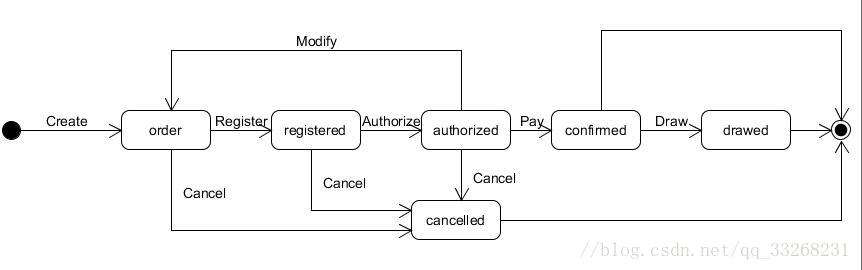 Modify
Create
order
Register
registered
Authorize
authorized
Pay
confirmed
Draw
drawed
Cancel
Cancel
Cancel
cancelled
//blog.csdn.net/qq_33268231